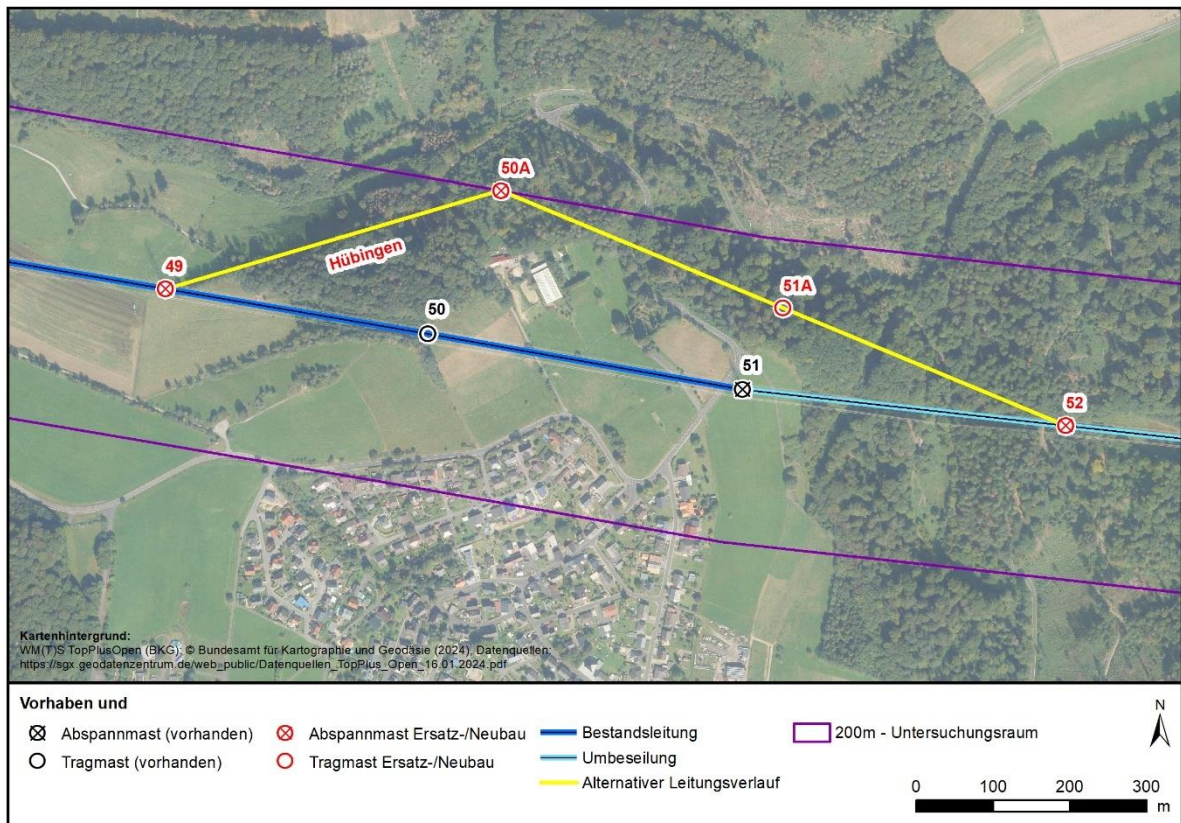 50A
Hübingen
49
51A
50
51
52
Kartenhintergrund:
WM(T)S TopPlusOpen (BKG); © Bundesamt für Kartographie und Geodäsie (2024), Datenquellen:
https://sgx.geodatenzentrum.de/web_public/Datenquellen_TopPlus_Open_16.01.2024.pdf
Vorhaben und
Abspannmast (vorhanden)
Tragmast (vorhanden)
Abspannmast Ersatz-/Neubau
Tragmast Ersatz-/Neubau
Bestandsleitung
Umbeseilung
Alternativer Leitungsverlauf
200m - Untersuchungsraum
N
0 100 200 300
m